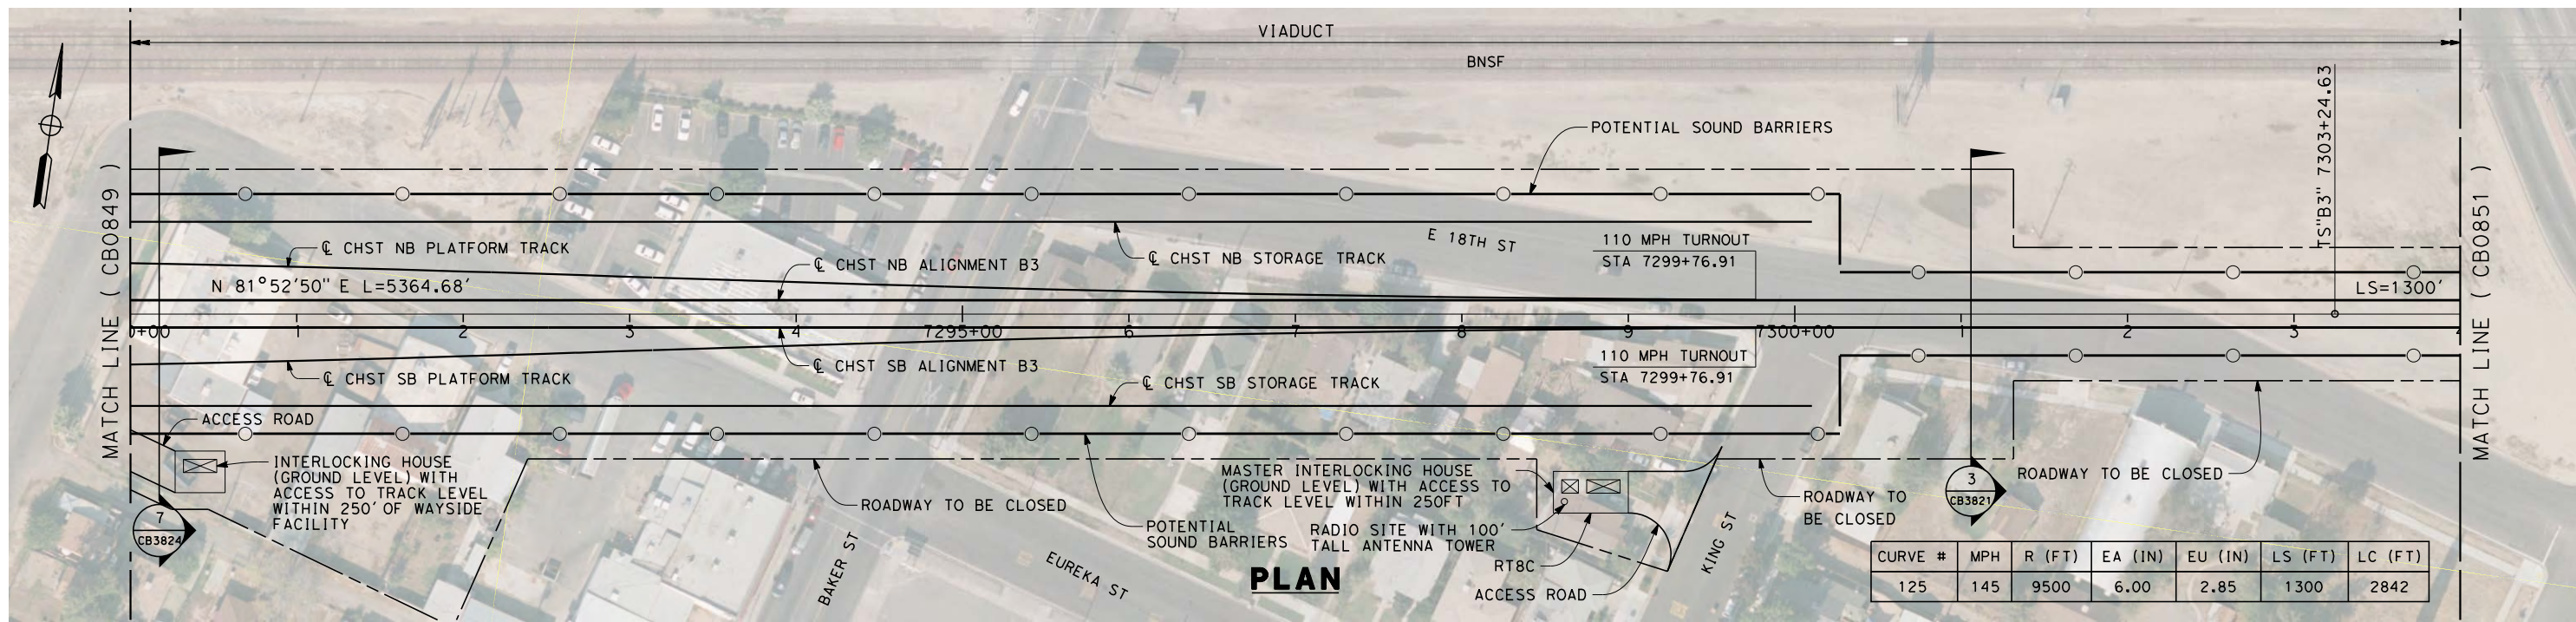 VIADUCT
BNSF
MATCH LINE ( CB0849 )
MATCH LINE ( CB0851 )
TS"B3" 7303+24.63
POTENTIAL SOUND BARRIERS
℄ CHST NB PLATFORM TRACK
℄ CHST NB ALIGNMENT B3
℄ CHST NB STORAGE TRACK
E 18TH ST
110 MPH TURNOUT
STA 7299+76.91
N 81°52'50" E L=5364.68'
LS=1300'
0+00 1 2 3 4 7295+00 6 7 8 9 7300+00 1 2 3 4
℄ CHST SB PLATFORM TRACK
℄ CHST SB ALIGNMENT B3
℄ CHST SB STORAGE TRACK
110 MPH TURNOUT
STA 7299+76.91
ACCESS ROAD
INTERLOCKING HOUSE
(GROUND LEVEL) WITH
ACCESS TO TRACK LEVEL
WITHIN 250' OF WAYSIDE
FACILITY
7
CB3824
ROADWAY TO BE CLOSED
BAKER ST
EUREKA ST
POTENTIAL
SOUND BARRIERS
MASTER INTERLOCKING HOUSE
(GROUND LEVEL) WITH ACCESS TO
TRACK LEVEL WITHIN 250FT
RADIO SITE WITH 100'
TALL ANTENNA TOWER
RT8C
ACCESS ROAD
PLAN
KING ST
ROADWAY TO
BE CLOSED
3
CB3821
ROADWAY TO BE CLOSED
CURVE # MPH R (FT) EA (IN) EU (IN) LS (FT) LC (FT)
125 145 9500 6.00 2.85 1300 2842